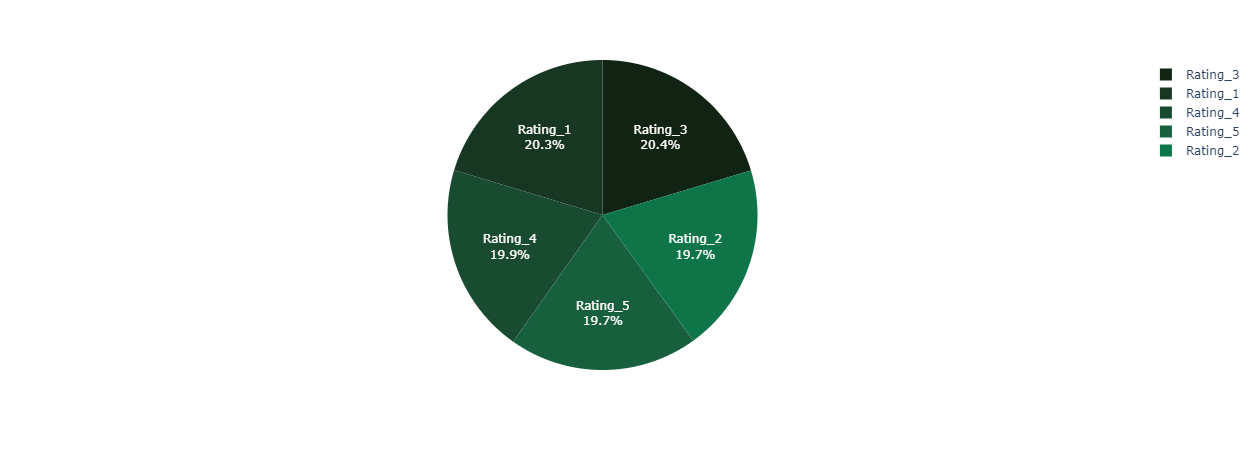 Rating_1
20.3%
Rating_3
20.4%
Rating_4
19.9%
Rating_2
19.7%
Rating_5
19.7%
Rating_3
Rating_1
Rating_4
Rating_5
Rating_2